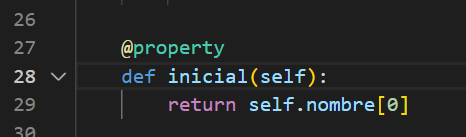 26
27 @property
28 def inicial(self):
29 return self.nombre[0]
30